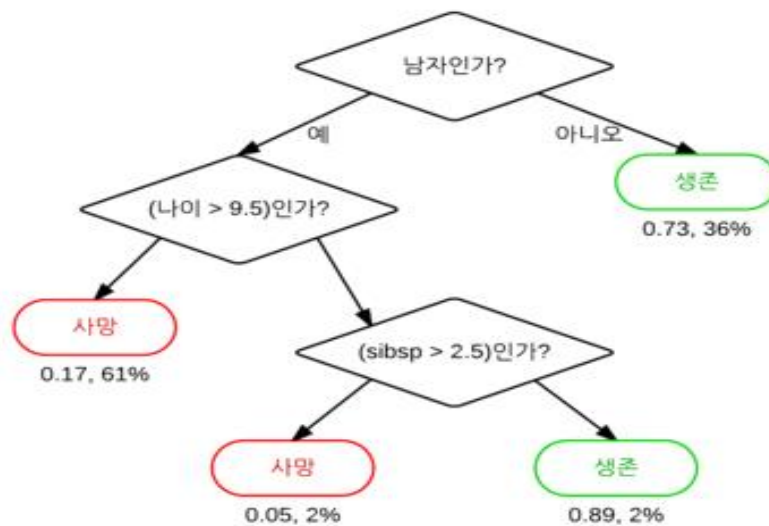 남자인가?
예
아니오
생존
0.73, 36%
(나이 > 9.5)인가?
사망
0.17, 61%
(sibsp > 2.5)인가?
사망
0.05, 2%
생존
0.89, 2%